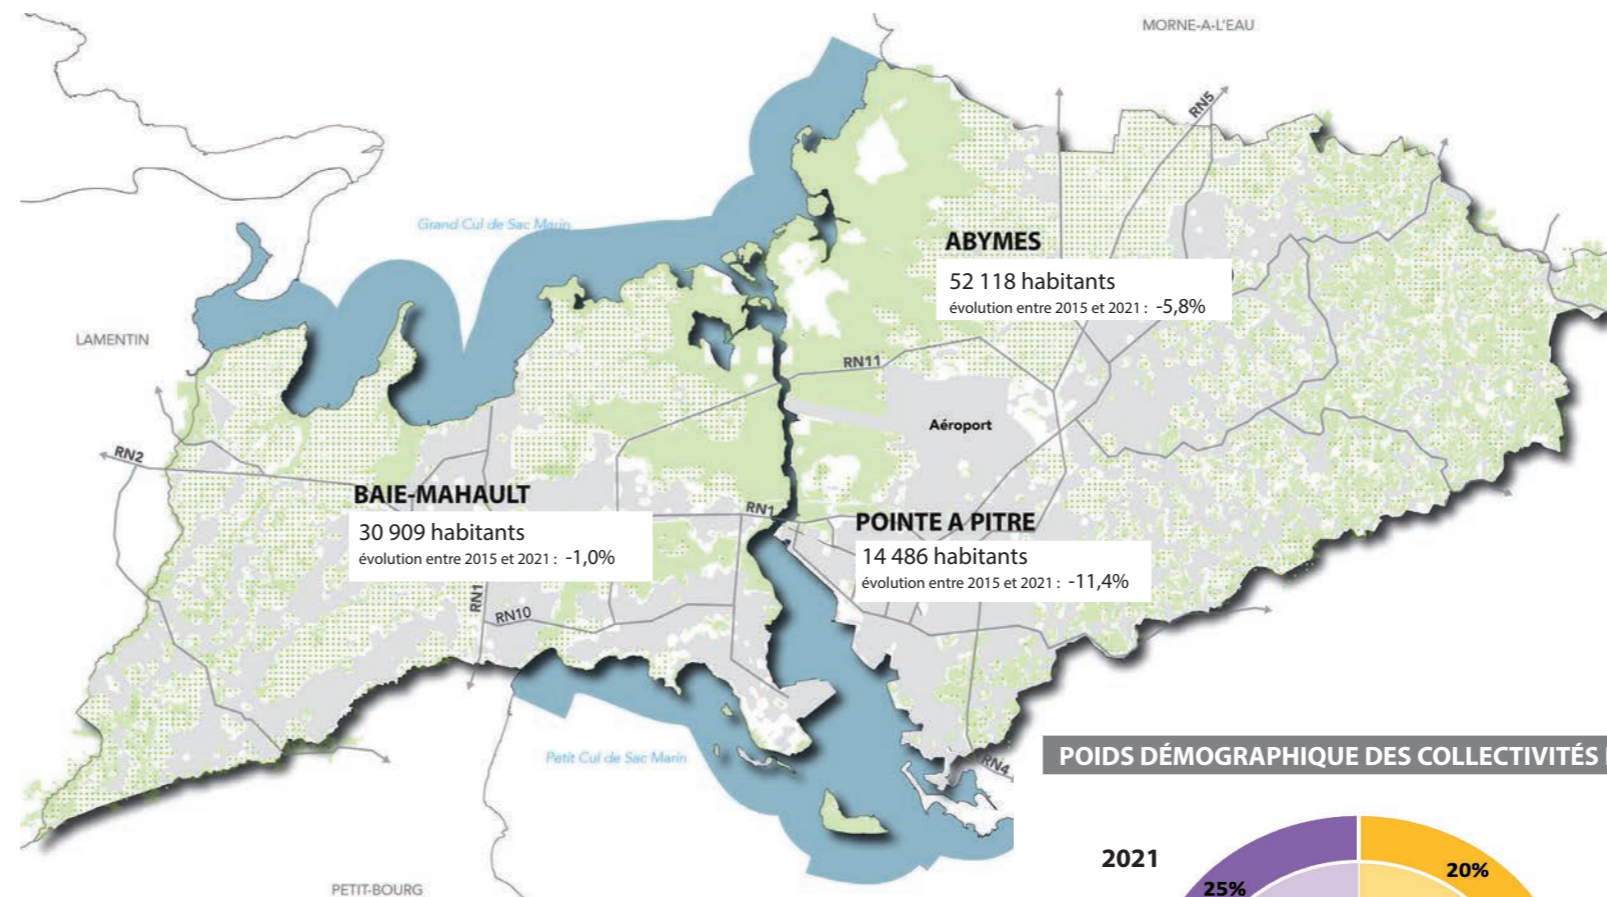 MORNE-A-L'EAU
RN5
Grand Cul de Sac Marin
ABYMES
52 118 habitants
évolution entre 2015 et 2021 : -5,8%
LAMENTIN
RN11
Aéroport
RN2
BAIE-MAHAULT
30 909 habitants
évolution entre 2015 et 2021 : -1,0%
RN1
POINTE A PITRE
14 486 habitants
évolution entre 2015 et 2021 : -11,4%
RN1
RN10
Petit Cul de Sac Marin
RN4
POIDS DÉMOGRAPHIQUE DES COLLECTIVITÉS
2021
25%
20%
PETIT-BOURG